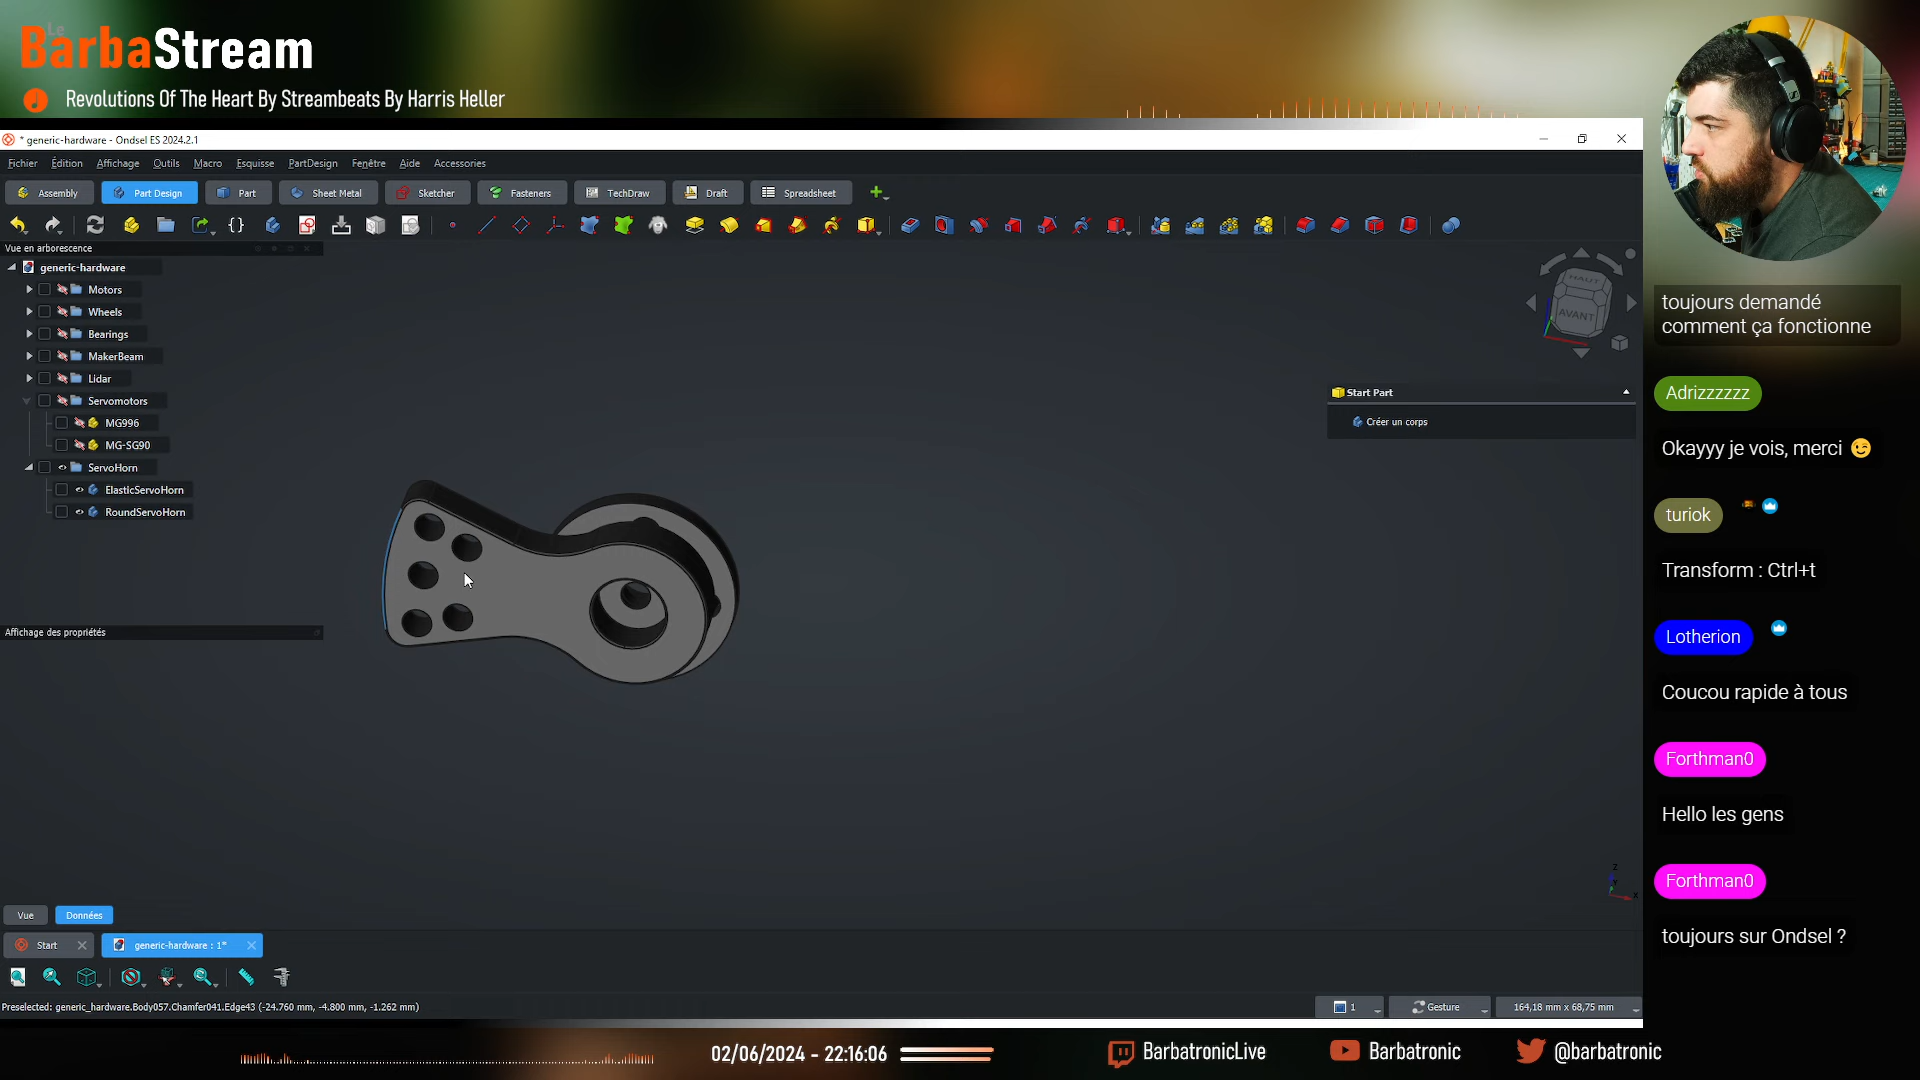 Le
BarbaStream
Revolutions Of The Heart By Streambeats By Harris Heller
* generic-hardware - Ondsel ES 2024.2.1
Fichier Édition Affichage Outils Macro Esquisse PartDesign Fenêtre Aide Accessories
Assembly Part Design Part Sheet Metal Sketcher Fasteners TechDraw Draft Spreadsheet
Vue en arborescence
generic-hardware
Motors
Wheels
Bearings
MakerBeam
Lidar
Servomotors
MG996
MG-SG90
ServoHorn
ElasticServoHorn
RoundServoHorn
Affichage des propriétés
HAUT
AVANT
Start Part
Créer un corps
Z
Y
X
Vue Données
Start generic-hardware : 1*
Preselected: generic_hardware.Body057.Chamfer041.Edge43 (-24.760 mm, -4.800 mm, -1.262 mm)
1 Gesture 164,18 mm x 68,75 mm
toujours demandé
comment ça fonctionne
Adrizzzzzz
Okayyy je vois, merci 😉
turiok
Transform : Ctrl+t
Lotherion
Coucou rapide à tous
Forthman0
Hello les gens
Forthman0
toujours sur Ondsel ?
02/06/2024 - 22:16:06
BarbatronicLive
Barbatronic
@barbatronic